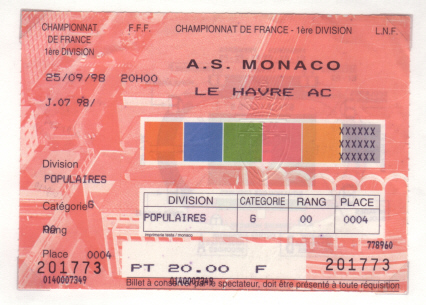 CHAMPIONNAT
DE FRANCE
1ère DIVISION
F.F.F.
25/09/98 20H00
J.07 98/
Division
POPULAIRES
Catégorie
G
Rang
00
Place 0004
201773
0140007349
CHAMPIONNAT DE FRANCE - 1ère DIVISION L.N.F.
A.S. MONACO
LE HAVRE AC
XXXXXX
XXXXXX
XXXXXX
DIVISION CATEGORIE RANG PLACE
POPULAIRES G 00 0004
778960
PT 20.00 F
201773
0140007349
Billet à conserver par le spectateur, doit être présenté à toute réquisition